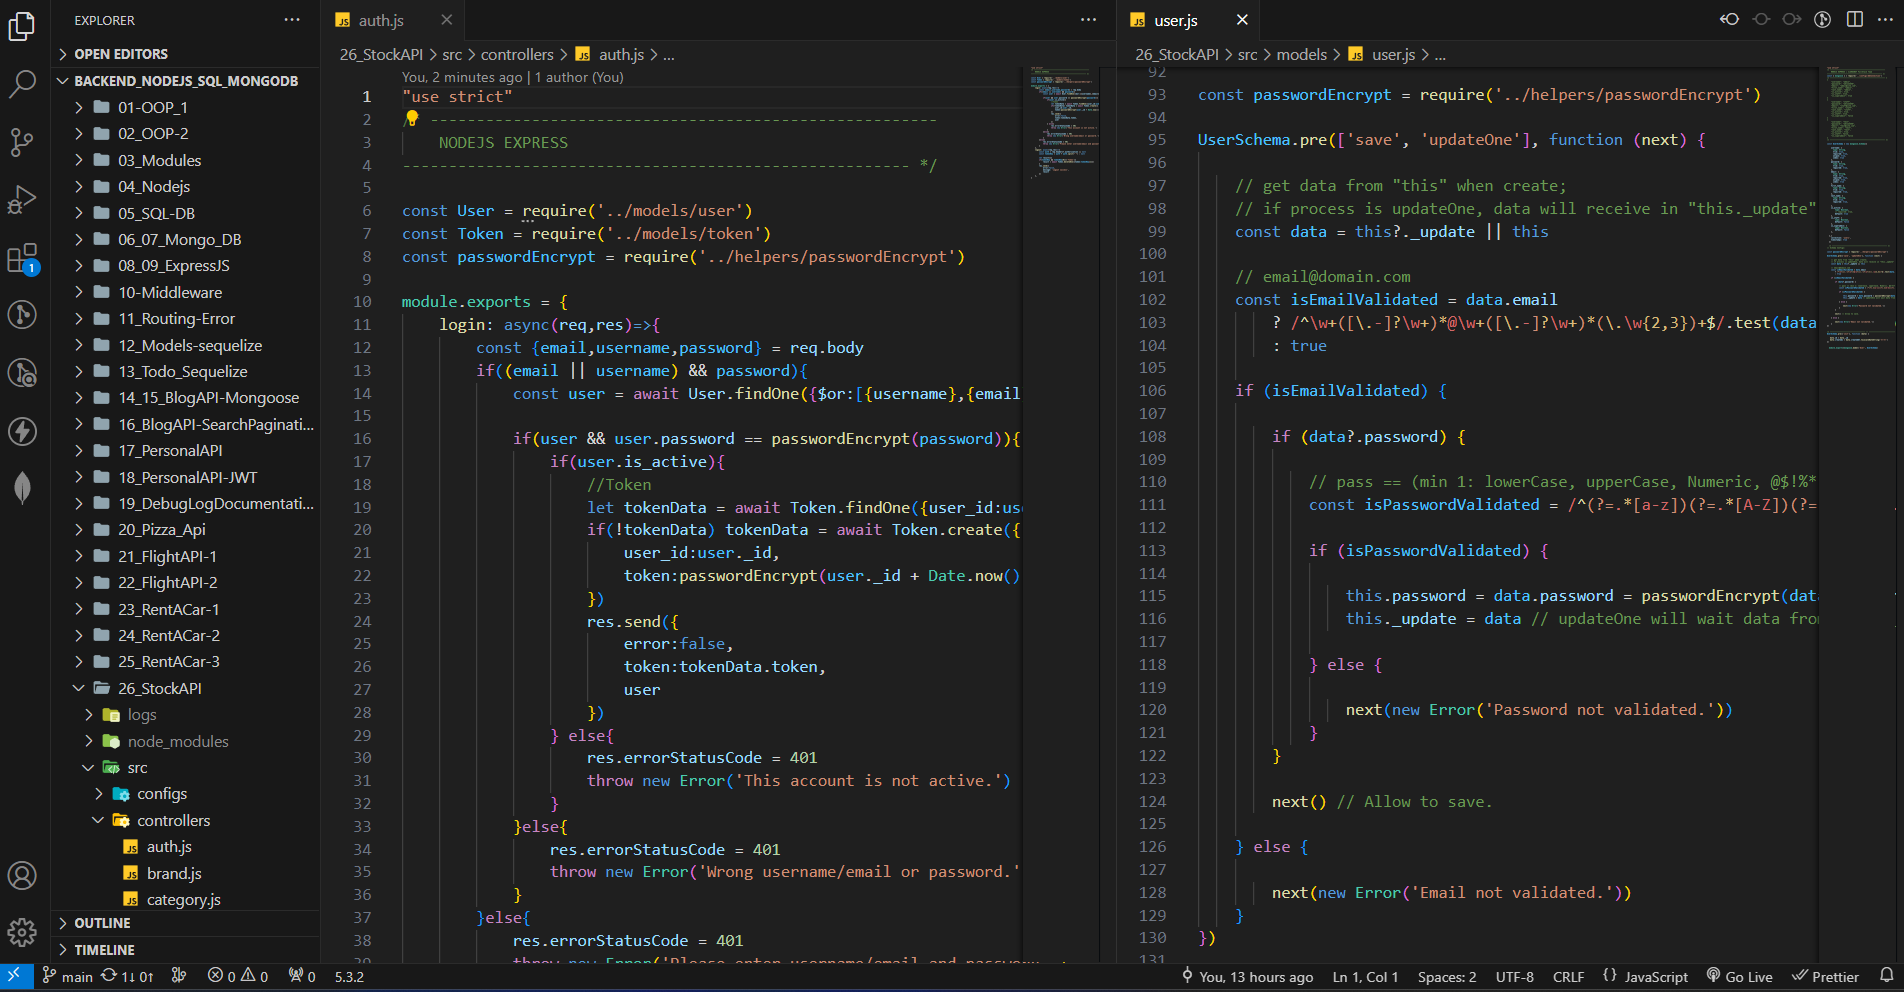 EXPLORER
OPEN EDITORS
BACKEND_NODEJS_SQL_MONGODB
01-OOP_1
02_OOP-2
03_Modules
04_Nodejs
05_SQL-DB
06_07_Mongo_DB
08_09_ExpressJS
10-Middleware
11_Routing-Error
12_Models-sequelize
13_Todo_Sequelize
14_15_BlogAPI-Mongoose
16_BlogAPI-SearchPaginati...
17_PersonalAPI
18_PersonalAPI-JWT
19_DebugLogDocumentati...
20_Pizza_Api
21_FlightAPI-1
22_FlightAPI-2
23_RentACar-1
24_RentACar-2
25_RentACar-3
26_StockAPI
logs
node_modules
src
configs
controllers
JS auth.js
JS brand.js
JS category.js
OUTLINE
TIMELINE
1
JS auth.js
26_StockAPI > src > controllers > JS auth.js > ...
You, 2 minutes ago | 1 author (You)
1 "use strict"
2 / -------------------------------------------------------
3 NODEJS EXPRESS
4 ------------------------------------------------------- */
5
6 const User = require('../models/user')
7 const Token = require('../models/token')
8 const passwordEncrypt = require('../helpers/passwordEncrypt')
9
10 module.exports = {
11 login: async(req,res)=>{
12 const {email,username,password} = req.body
13 if((email || username) && password){
14 const user = await User.findOne({$or:[{username},{email
15
16 if(user && user.password == passwordEncrypt(password)){
17 if(user.is_active){
18 //Token
19 let tokenData = await Token.findOne({user_id:us
20 if(!tokenData) tokenData = await Token.create({
21 user_id:user._id,
22 token:passwordEncrypt(user._id + Date.now()
23 })
24 res.send({
25 error:false,
26 token:tokenData.token,
27 user
28 })
29 } else{
30 res.errorStatusCode = 401
31 throw new Error('This account is not active.')
32 }
33 }else{
34 res.errorStatusCode = 401
35 throw new Error('Wrong username/email or password.'
36 }
37 }else{
38 res.errorStatusCode = 401
throw new Error('Please enter username/email and passwo
JS user.js
26_StockAPI > src > models > JS user.js > ...
92
93 const passwordEncrypt = require('../helpers/passwordEncrypt')
94
95 UserSchema.pre(['save', 'updateOne'], function (next) {
96
97 // get data from "this" when create;
98 // if process is updateOne, data will receive in "this._update"
99 const data = this?._update || this
100
101 // email@domain.com
102 const isEmailValidated = data.email
103 ? /^\w+([\.-]?\w+)*@\w+([\.-]?\w+)*(\.\w{2,3})+$/.test(data
104 : true
105
106 if (isEmailValidated) {
107
108 if (data?.password) {
109
110 // pass == (min 1: lowerCase, upperCase, Numeric, @$!%*
111 const isPasswordValidated = /^(?=.*[a-z])(?=.*[A-Z])(?=
112
113 if (isPasswordValidated) {
114
115 this.password = data.password = passwordEncrypt(dat
116 this._update = data // updateOne will wait data fro
117
118 } else {
119
120 next(new Error('Password not validated.'))
121 }
122 }
123
124 next() // Allow to save.
125
126 } else {
127
128 next(new Error('Email not validated.'))
129 }
130 })
131
main 1↓ 0↑ 0 0 0 5.3.2 You, 13 hours ago Ln 1, Col 1 Spaces: 2 UTF-8 CRLF {} JavaScript Go Live Prettier